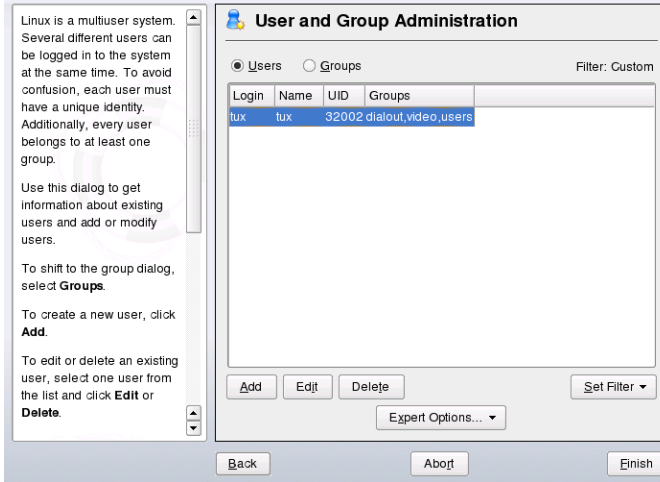 Linux is a multiuser system.
Several different users can
be logged in to the system
at the same time. To avoid
confusion, each user must
have a unique identity.
Additionally, every user
belongs to at least one
group.
Use this dialog to get
information about existing
users and add or modify
users.
To shift to the group dialog,
select Groups.
To create a new user, click
Add.
To edit or delete an existing
user, select one user from
the list and click Edit or
Delete.
User and Group Administration
Users Groups Filter: Custom
Login Name UID Groups
tux tux 32002 dialout,video,users
Add Edit Delete Set Filter
Expert Options...
Back Abort Finish